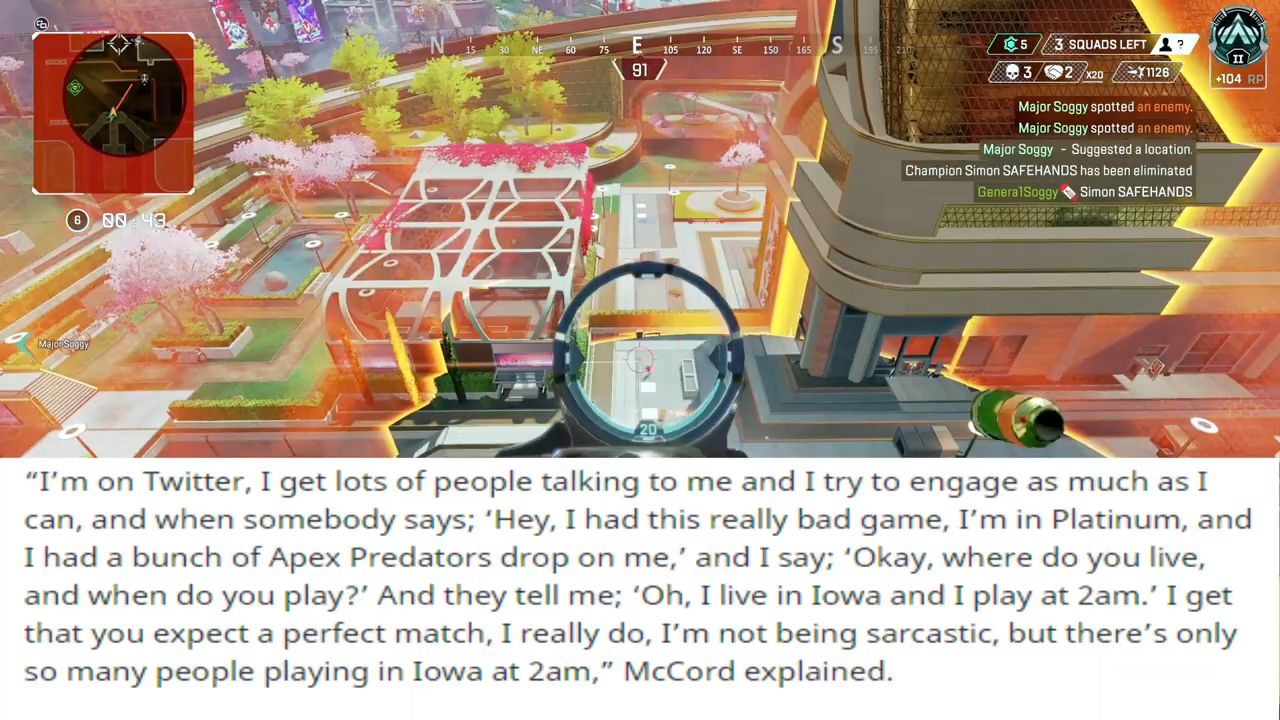 N 15 30 NE 60 75 E 105 120 SE 150 165 S 195 210
91
5
3 SQUADS LEFT
?
3 2 X20 1126
II
+104 RP
Major Soggy spotted an enemy.
Major Soggy spotted an enemy.
Major Soggy - Suggested a location.
Champion Simon SAFEHANDS has been eliminated
Genera1Soggy Simon SAFEHANDS
6 00:43
Major Soggy
20
“I’m on Twitter, I get lots of people talking to me and I try to engage as much as I
can, and when somebody says; ‘Hey, I had this really bad game, I’m in Platinum, and
I had a bunch of Apex Predators drop on me,’ and I say; ‘Okay, where do you live,
and when do you play?’ And they tell me; ‘Oh, I live in Iowa and I play at 2am.’ I get
that you expect a perfect match, I really do, I’m not being sarcastic, but there’s only
so many people playing in Iowa at 2am,” McCord explained.